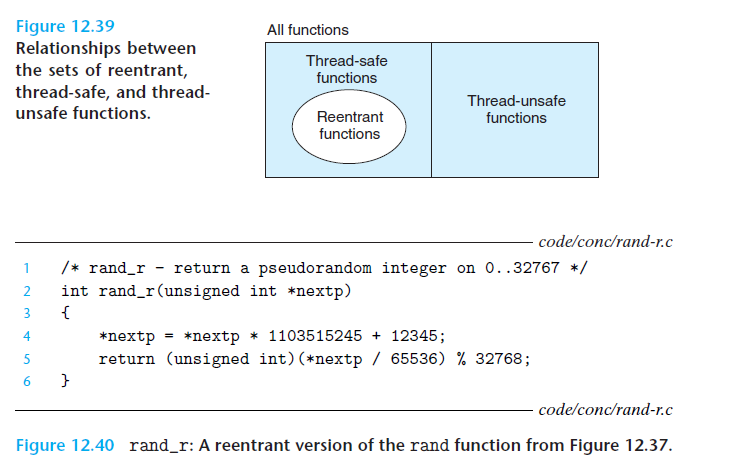 Figure 12.39
Relationships between
the sets of reentrant,
thread-safe, and thread-
unsafe functions.
All functions
Thread-safe
functions
Reentrant
functions
Thread-unsafe
functions
code/conc/rand-r.c
1 /* rand_r - return a pseudorandom integer on 0..32767 */
2 int rand_r(unsigned int *nextp)
3 {
4 *nextp = *nextp * 1103515245 + 12345;
5 return (unsigned int)(*nextp / 65536) % 32768;
6 }
code/conc/rand-r.c
Figure 12.40 rand_r: A reentrant version of the rand function from Figure 12.37.